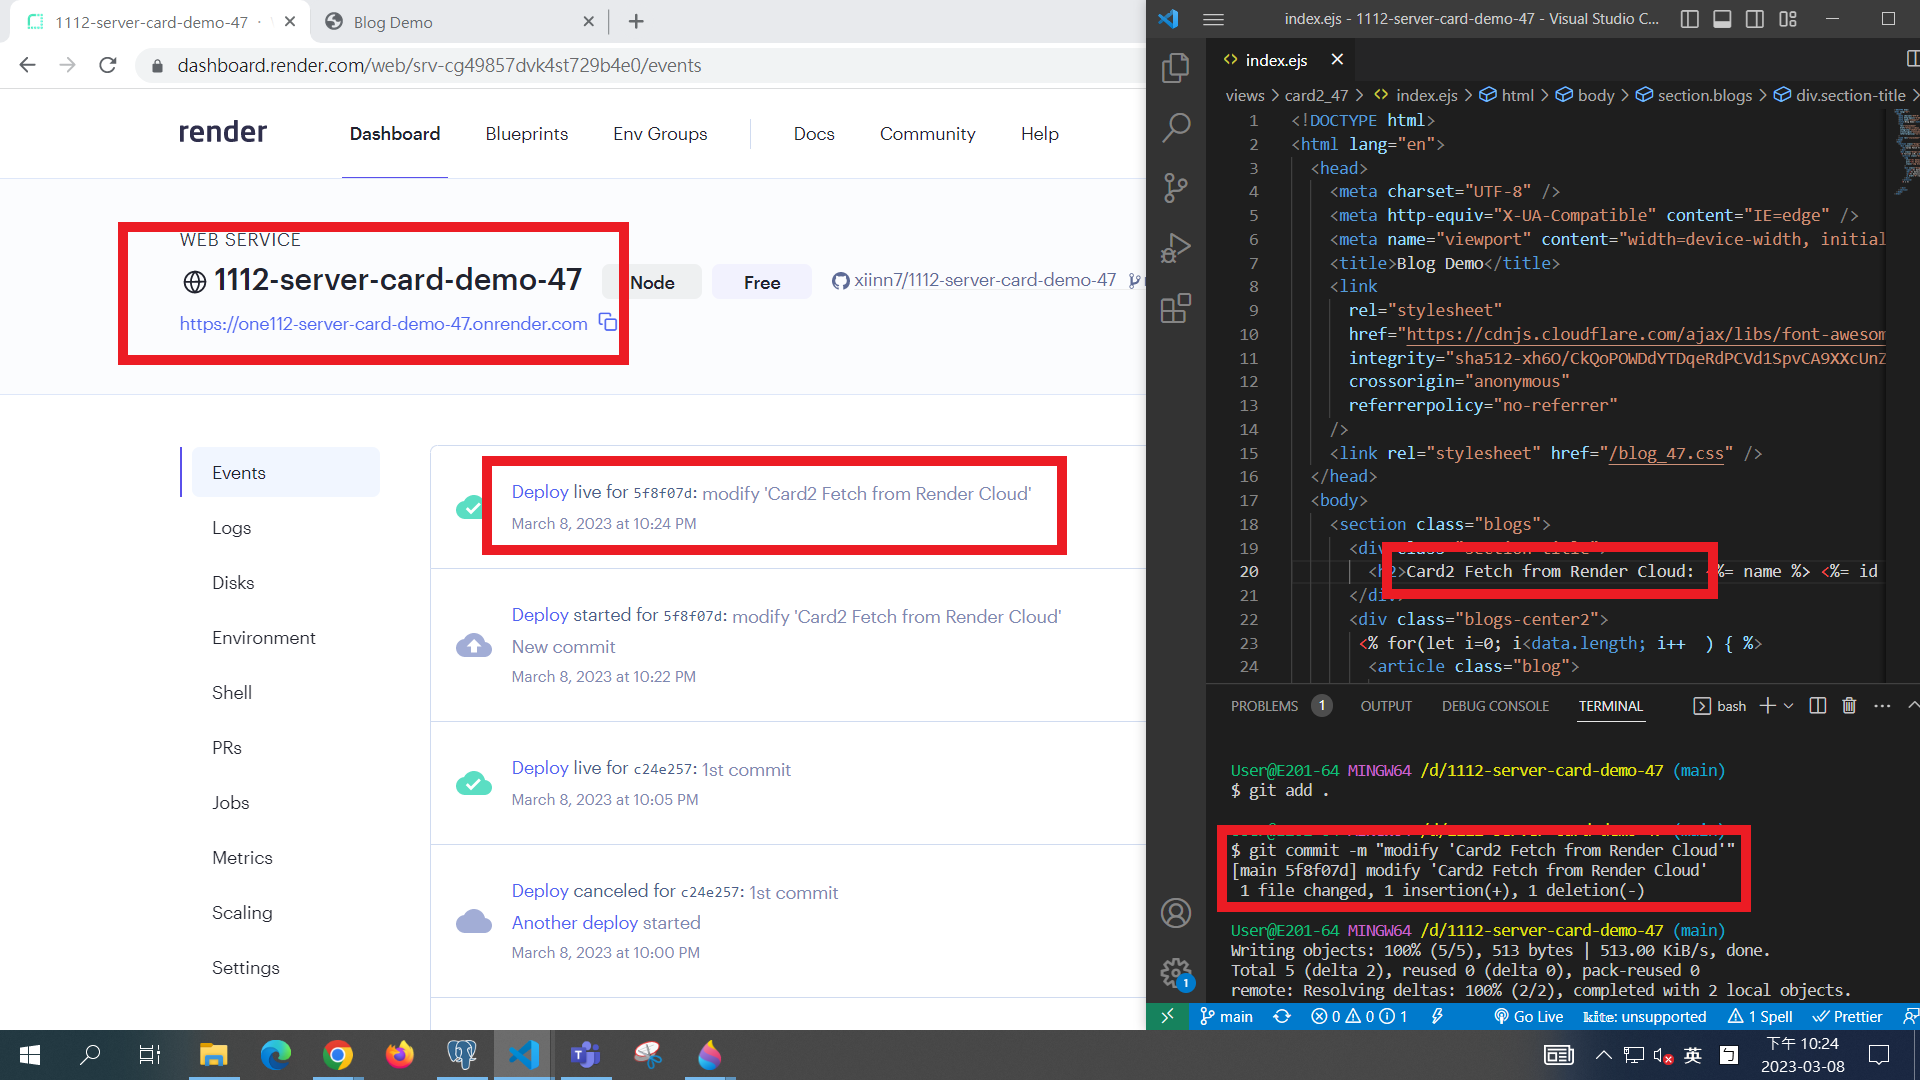 1112-server-card-demo-47 ·
Blog Demo
dashboard.render.com/web/srv-cg49857dvk4st729b4e0/events
render
Dashboard
Blueprints
Env Groups
Docs
Community
Help
WEB SERVICE
1112-server-card-demo-47
Node
Free
xiinn7/1112-server-card-demo-47
https://one112-server-card-demo-47.onrender.com
Events
Logs
Disks
Environment
Shell
PRs
Jobs
Metrics
Scaling
Settings
Deploy live for 5f8f07d: modify 'Card2 Fetch from Render Cloud'
March 8, 2023 at 10:24 PM
Deploy started for 5f8f07d: modify 'Card2 Fetch from Render Cloud'
New commit
March 8, 2023 at 10:22 PM
Deploy live for c24e257: 1st commit
March 8, 2023 at 10:05 PM
Deploy canceled for c24e257: 1st commit
Another deploy started
March 8, 2023 at 10:00 PM
index.ejs - 1112-server-card-demo-47 - Visual Studio C...
index.ejs
views > card2_47 > index.ejs > html > body > section.blogs > div.section-title >
1 <!DOCTYPE html>
2 <html lang="en">
3 <head>
4 <meta charset="UTF-8" />
5 <meta http-equiv="X-UA-Compatible" content="IE=edge" />
6 <meta name="viewport" content="width=device-width, initial
7 <title>Blog Demo</title>
8 <link
9 rel="stylesheet"
10 href="https://cdnjs.cloudflare.com/ajax/libs/font-awesom
11 integrity="sha512-xh6O/CkQoPOWDdYTDqeRdPCVd1SpvCA9XXcUnZ
12 crossorigin="anonymous"
13 referrerpolicy="no-referrer"
14 />
15 <link rel="stylesheet" href="/blog_47.css" />
16 </head>
17 <body>
18 <section class="blogs">
19 <div class="section-title">
20 <h2>Card2 Fetch from Render Cloud: <%= name %> <%= id
21 </div>
22 <div class="blogs-center2">
23 <% for(let i=0; i<data.length; i++ ) { %>
24 <article class="blog">
PROBLEMS 1 OUTPUT DEBUG CONSOLE TERMINAL
bash
User@E201-64 MINGW64 /d/1112-server-card-demo-47 (main)
$ git add .
User@E201-64 MINGW64 /d/1112-server-card-demo-47 (main)
$ git commit -m "modify 'Card2 Fetch from Render Cloud'"
[main 5f8f07d] modify 'Card2 Fetch from Render Cloud'
1 file changed, 1 insertion(+), 1 deletion(-)
User@E201-64 MINGW64 /d/1112-server-card-demo-47 (main)
Writing objects: 100% (5/5), 513 bytes | 513.00 KiB/s, done.
Total 5 (delta 2), reused 0 (delta 0), pack-reused 0
remote: Resolving deltas: 100% (2/2), completed with 2 local objects.
1
main 0 0 1 Go Live kite: unsupported 1 Spell Prettier
英
下午 10:24
2023-03-08